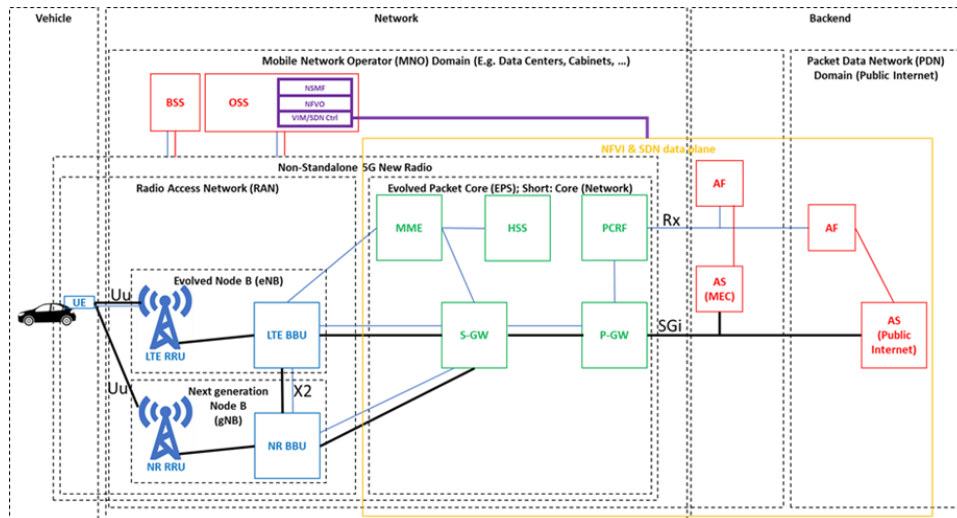 Vehicle
Network
Backend
Mobile Network Operator (MNO) Domain (E.g. Data Centers, Cabinets, ...)
Packet Data Network (PDN)
Domain (Public Internet)
BSS
OSS
NSMF
NFVO
VIM/SDN Ctrl
NFVI & SDN data plane
Non-Standalone 5G New Radio
Radio Access Network (RAN)
Evolved Packet Core (EPS); Short: Core (Network)
MME
HSS
PCRF
Rx
AF
AF
Evolved Node B (eNB)
UE
Uu
LTE RRU
LTE BBU
S-GW
P-GW
SGi
AS
(MEC)
AS
(Public
Internet)
Uu
Next generation
Node B
(gNB)
X2
NR RRU
NR BBU